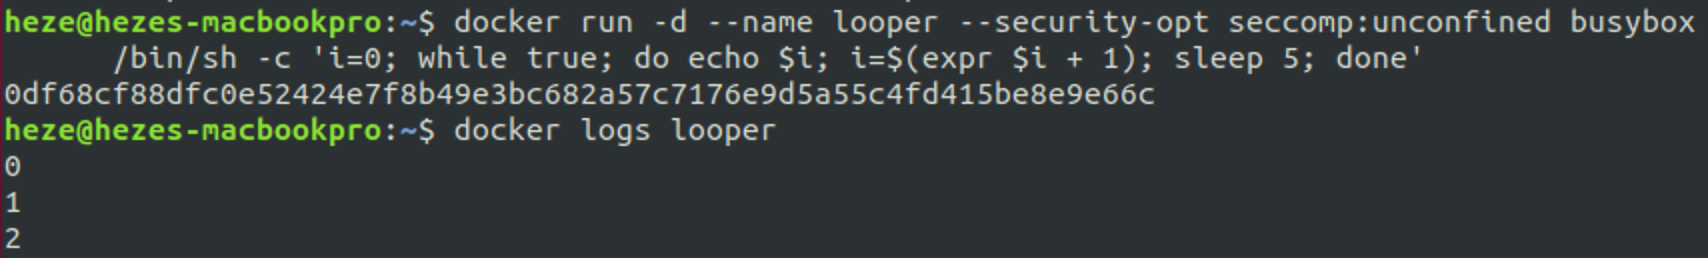 heze@hezes-macbookpro:~$ docker run -d --name looper --security-opt seccomp:unconfined busybox
/bin/sh -c 'i=0; while true; do echo $i; i=$(expr $i + 1); sleep 5; done'
0df68cf88dfc0e52424e7f8b49e3bc682a57c7176e9d5a55c4fd415be8e9e66c
heze@hezes-macbookpro:~$ docker logs looper
0
1
2